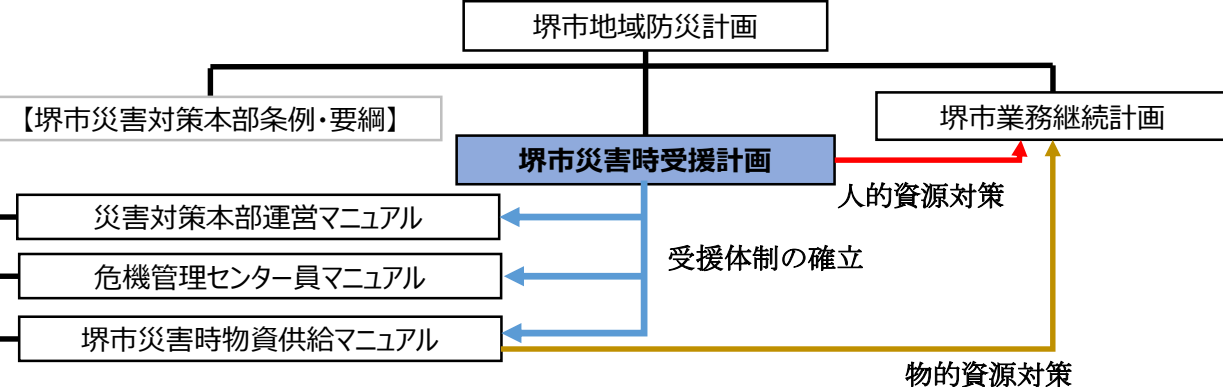 堺市地域防災計画
【堺市災害対策本部条例・要綱】
堺市業務継続計画
堺市災害時受援計画
人的資源対策
災害対策本部運営マニュアル
受援体制の確立
危機管理センター員マニュアル
堺市災害時物資供給マニュアル
物的資源対策